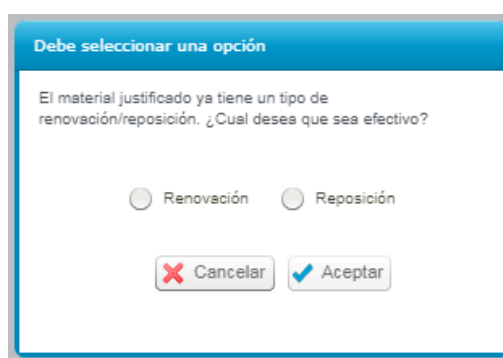 Debe seleccionar una opción
El material justificado ya tiene un tipo de
renovación/reposición. ¿Cual desea que sea efectivo?
Renovación Reposición
Cancelar Aceptar